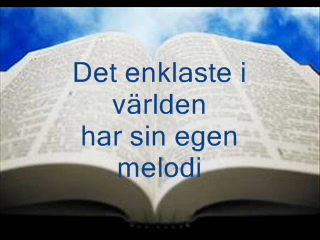 Det enklaste i
världen
har sin egen
melodi